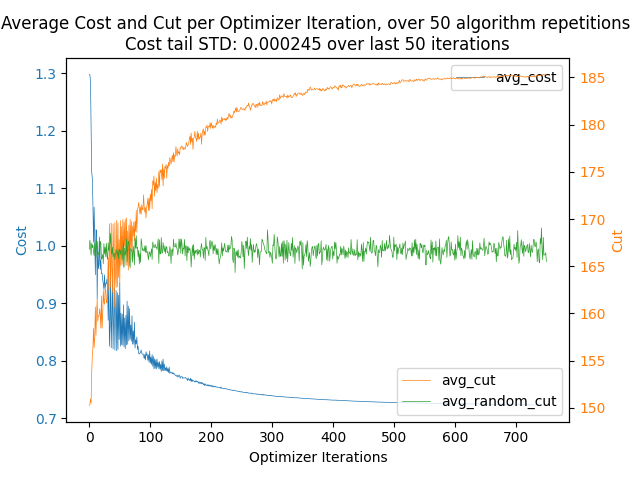 Average Cost and Cut per Optimizer Iteration, over 50 algorithm repetitions
Cost tail STD: 0.000245 over last 50 iterations
1.3
1.2
1.1
1.0
0.9
0.8
0.7
Cost
185
180
175
170
165
160
155
150
Cut
avg_cost
avg_cut
avg_random_cut
0 100 200 300 400 500 600 700
Optimizer Iterations